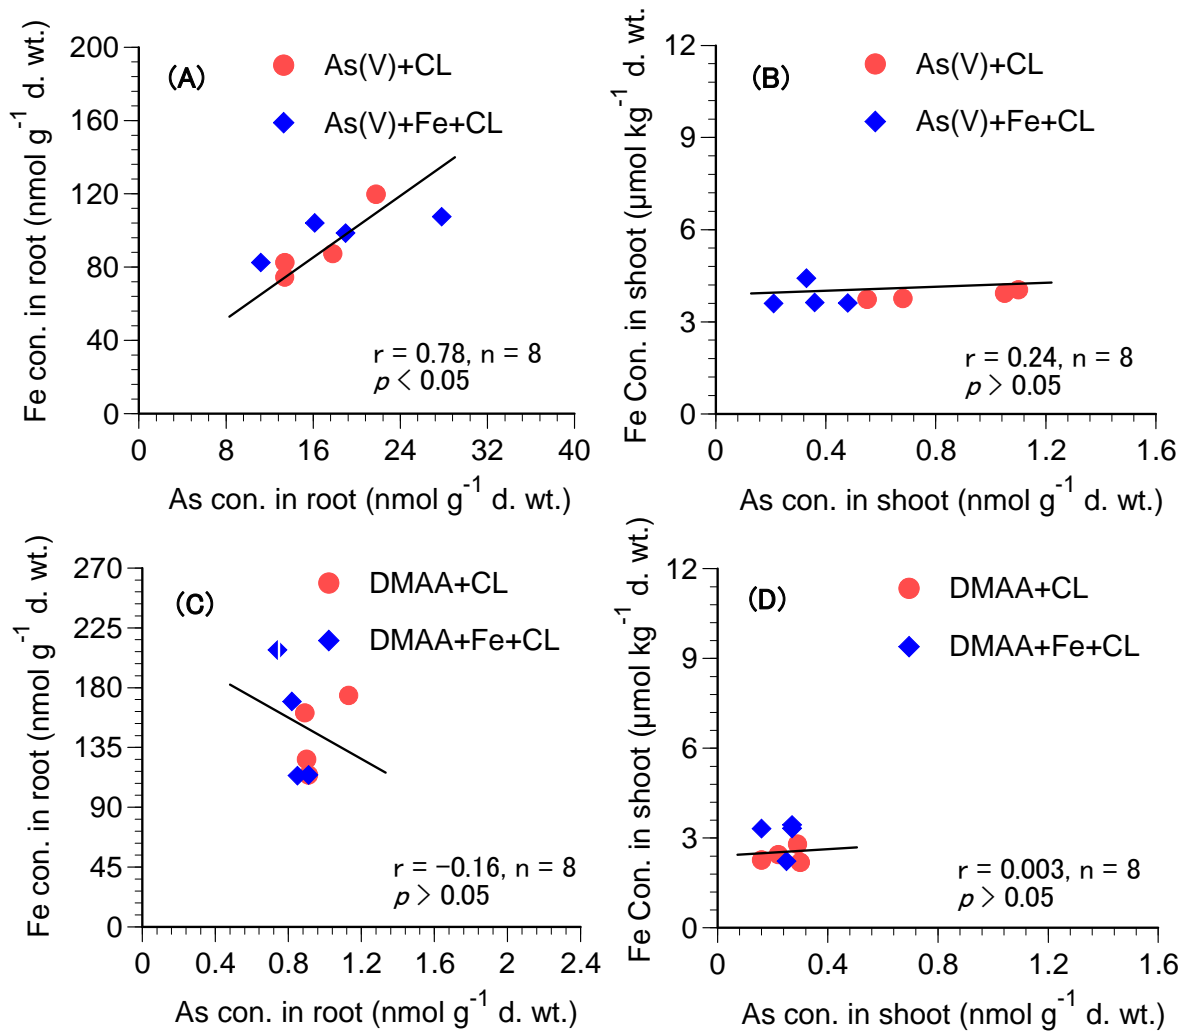 (A)
As(V)+CL
As(V)+Fe+CL
200
160
120
80
40
0
Fe con. in root (nmol g⁻¹ d. wt.)
r = 0.78, n = 8
p < 0.05
0 8 16 24 32 40
As con. in root (nmol g⁻¹ d. wt.)
(B)
As(V)+CL
As(V)+Fe+CL
12
9
6
3
0
Fe Con. in shoot (μmol kg⁻¹ d. wt.)
r = 0.24, n = 8
p > 0.05
0 0.4 0.8 1.2 1.6
As con. in shoot (nmol g⁻¹ d. wt.)
(C)
DMAA+CL
DMAA+Fe+CL
270
225
180
135
90
45
0
Fe con. in root (nmol g⁻¹ d. wt.)
r = −0.16, n = 8
p > 0.05
0 0.4 0.8 1.2 1.6 2 2.4
As con. in root (nmol g⁻¹ d. wt.)
(D)
DMAA+CL
DMAA+Fe+CL
12
9
6
3
0
Fe Con. in shoot (μmol kg⁻¹ d. wt.)
r = 0.003, n = 8
p > 0.05
0 0.4 0.8 1.2 1.6
As con. in shoot (nmol g⁻¹ d. wt.)